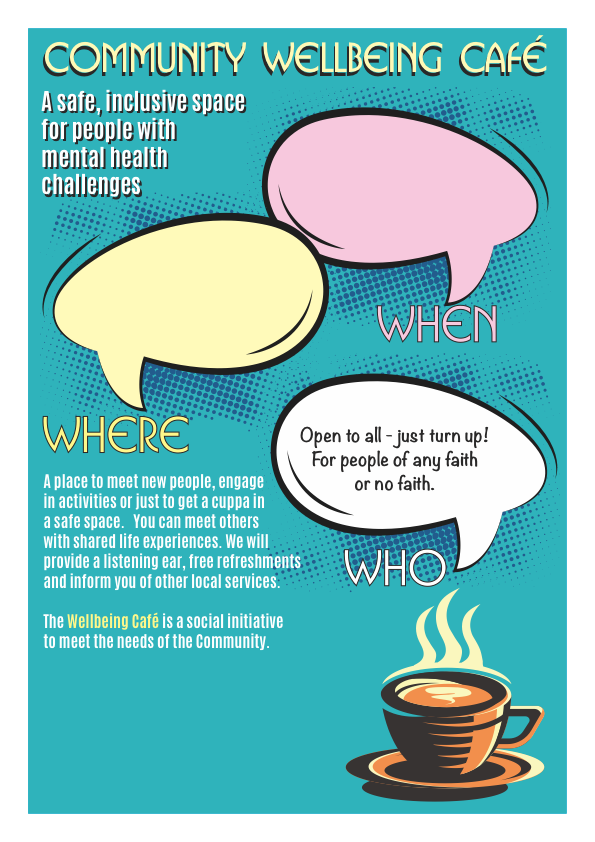 COMMUNITY WELLBEING CAFÉ
A safe, inclusive space
for people with
mental health
challenges
WHEN
WHERE
Open to all - just turn up!
For people of any faith
or no faith.
WHO
A place to meet new people, engage
in activities or just to get a cuppa in
a safe space. You can meet others
with shared life experiences. We will
provide a listening ear, free refreshments
and inform you of other local services.
The Wellbeing Café is a social initiative
to meet the needs of the Community.